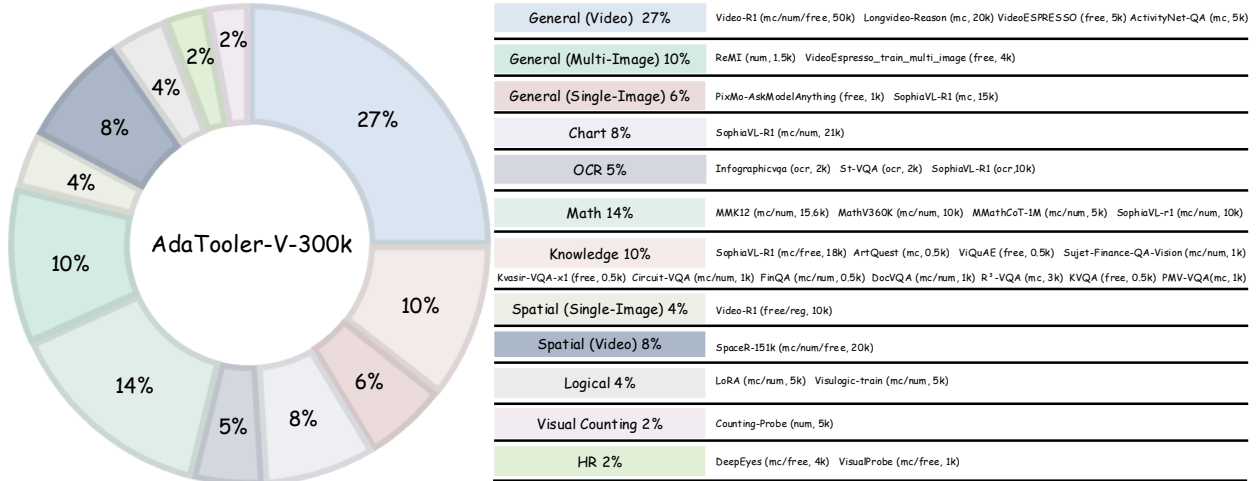 2%
2%
4%
27%
8%
4%
AdaTooler-V-300k
10%
10%
6%
14%
8%
5%
General (Video) 27% Video-R1 (mc/num/free, 50k) Longvideo-Reason (mc, 20k) VideoESPRESSO (free, 5k) ActivityNet-QA (mc, 5k)
General (Multi-Image) 10% ReMI (num, 1.5k) VideoEspresso_train_multi_image (free, 4k)
General (Single-Image) 6% PixMo-AskModelAnything (free, 1k) SophiaVL-R1 (mc, 15k)
Chart 8% SophiaVL-R1 (mc/num, 21k)
OCR 5% Infographicvqa (ocr, 2k) St-VQA (ocr, 2k) SophiaVL-R1 (ocr,10k)
Math 14% MMK12 (mc/num, 15.6k) MathV360K (mc/num, 10k) MMathCoT-1M (mc/num, 5k) SophiaVL-r1 (mc/num, 10k)
Knowledge 10% SophiaVL-R1 (mc/free, 18k) ArtQuest (mc, 0.5k) ViQuAE (free, 0.5k) Sujet-Finance-QA-Vision (mc/num, 1k)
Kvasir-VQA-x1 (free, 0.5k) Circuit-VQA (mc/num, 1k) FinQA (mc/num, 0.5k) DocVQA (mc/num, 1k) R³-VQA (mc, 3k) KVQA (free, 0.5k) PMV-VQA(mc, 1k)
Spatial (Single-Image) 4% Video-R1 (free/reg, 10k)
Spatial (Video) 8% SpaceR-151k (mc/num/free, 20k)
Logical 4% LoRA (mc/num, 5k) Visulogic-train (mc/num, 5k)
Visual Counting 2% Counting-Probe (num, 5k)
HR 2% DeepEyes (mc/free, 4k) VisualProbe (mc/free, 1k)